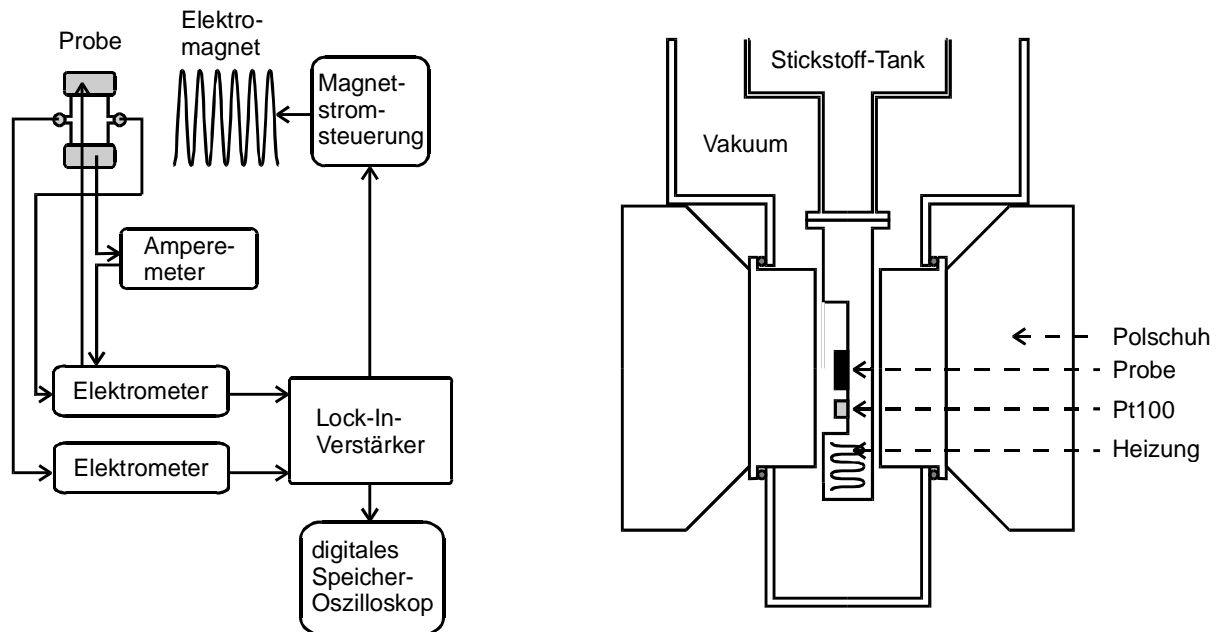 Probe
Elektro-
magnet
Magnet-
strom-
steuerung
Ampere-
meter
Elektrometer
Elektrometer
Lock-In-
Verstärker
digitales
Speicher-
Oszilloskop
Stickstoff-Tank
Vakuum
Polschuh
Probe
Pt100
Heizung